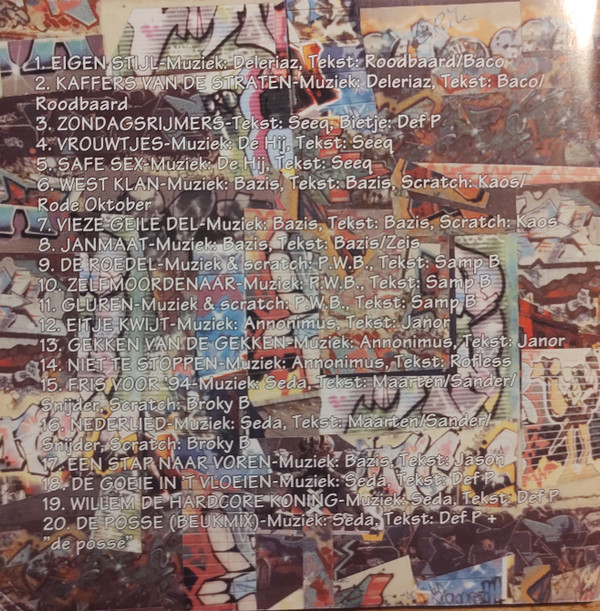 1. EIGEN STIJL-Muziek: Deleriaz, Tekst: Roodbaard/Baco
2. KAFFERS VAN DE STRATEN-Muziek: Deleriaz, Tekst: Baco/
Roodbaard
3. ZONDAGSRIJMERS-Tekst: Seeq, Bietje: Def P
4. VROUWTJES-Muziek: De Hij, Tekst: Seeq
5. SAFE SEX-Muziek: De Hij, Tekst: Seeq
6. WEST KLAN-Muziek: Bazis, Tekst: Bazis, Scratch: Kaos/
Rode Oktober
7. VIEZE GEILE DEL-Muziek: Bazis, Tekst: Bazis, Scratch: Kaos
8. JANMAAT-Muziek: Bazis, Tekst: Bazis/Zeis
9. DE ROEDEL-Muziek & scratch: P.W.B., Tekst: Samp B
10. ZELFMOORDENAAR-Muziek: P.W.B., Tekst: Samp B
11. GLUREN-Muziek & scratch: P.W.B., Tekst: Samp B
12. EITJE KWIJT-Muziek: Annonimus, Tekst: Janor
13. GEKKEN VAN DE GEKKEN-Muziek: Annonimus, Tekst: Janor
14. NIET TE STOPPEN-Muziek: Annonimus, Tekst: Rofless
15. FRIS VOOR '94-Muziek: Seda, Tekst: Maarten/Sander/
Snijder, Scratch: Broky B
16. NEDERLIED-Muziek: Seda, Tekst: Maarten/Sander/
Snijder, Scratch: Broky B
17. EEN STAP NAAR VOREN-Muziek: Bazis, Tekst: Jason
18. DE GOEIE IN 'T VLOEIEN-Muziek: Seda, Tekst: Def P
19. WILLEM DE HARDCORE KONING-Muziek: Seda, Tekst: Def P
20. DE POSSE (BEUKMIX)-Muziek: Seda, Tekst: Def P +
"de posse"